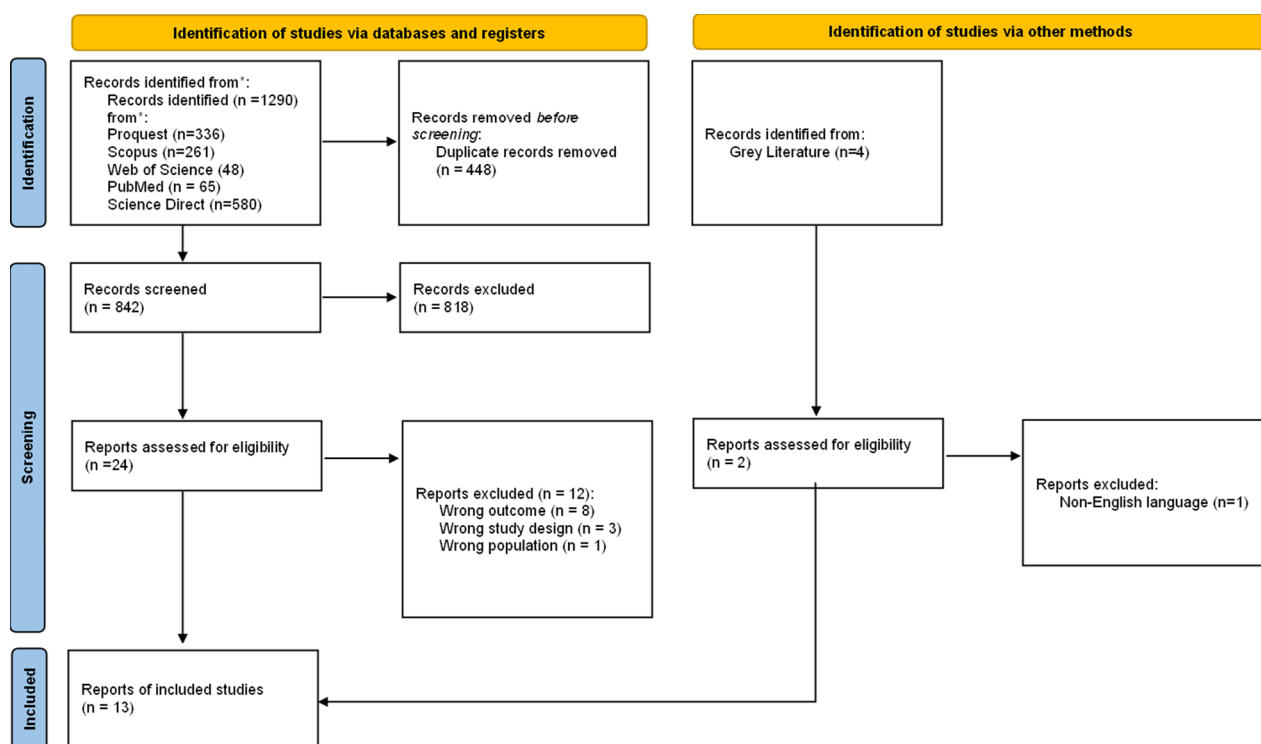 Identification of studies via databases and registers
Identification of studies via other methods
Identification
Records identified from*:
Records identified (n =1290)
from*:
Proquest (n=336)
Scopus (n=261)
Web of Science (48)
PubMed (n = 65)
Science Direct (n=580)
Records removed before
screening:
Duplicate records removed
(n = 448)
Records identified from:
Grey Literature (n=4)
Screening
Records screened
(n = 842)
Records excluded
(n = 818)
Reports assessed for eligibility
(n =24)
Reports excluded (n = 12):
Wrong outcome (n = 8)
Wrong study design (n = 3)
Wrong population (n = 1)
Reports assessed for eligibility
(n = 2)
Reports excluded:
Non-English language (n=1)
Included
Reports of included studies
(n = 13)